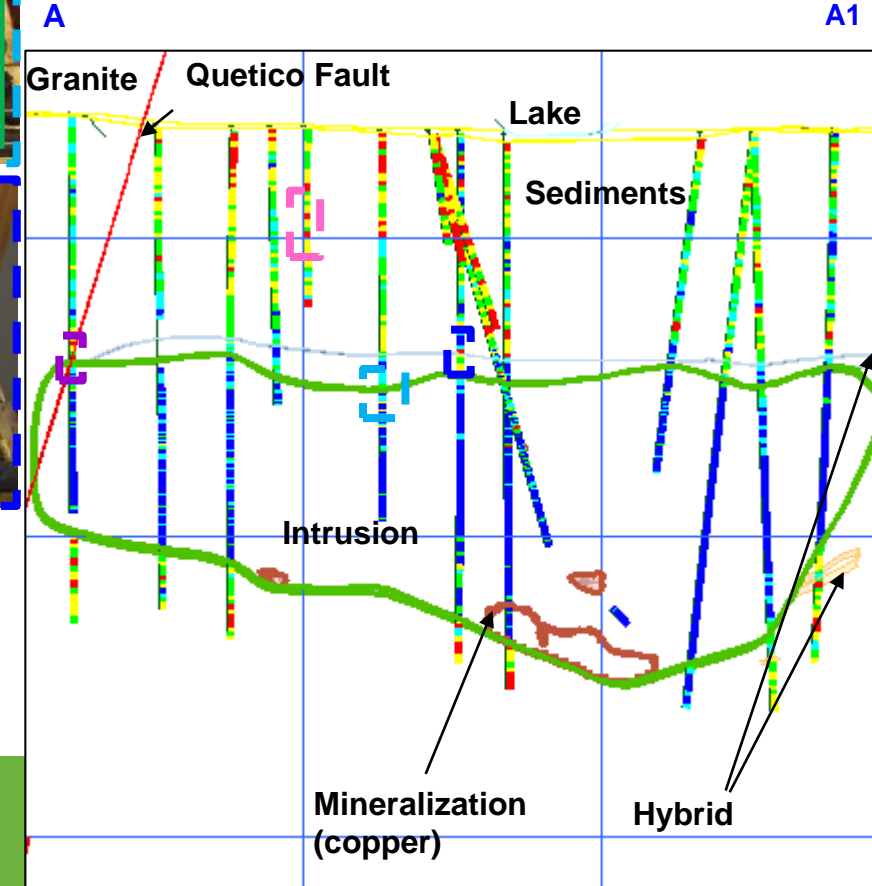 A
A1
Granite
Quetico Fault
Lake
Sediments
Intrusion
Mineralization
(copper)
Hybrid